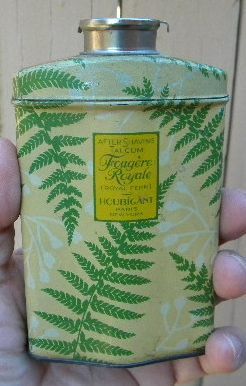 AFTER SHAVING
TALCUM
Fougère
Royale
(ROYAL FERN)
HOUBIGANT
PARIS
NEW YORK